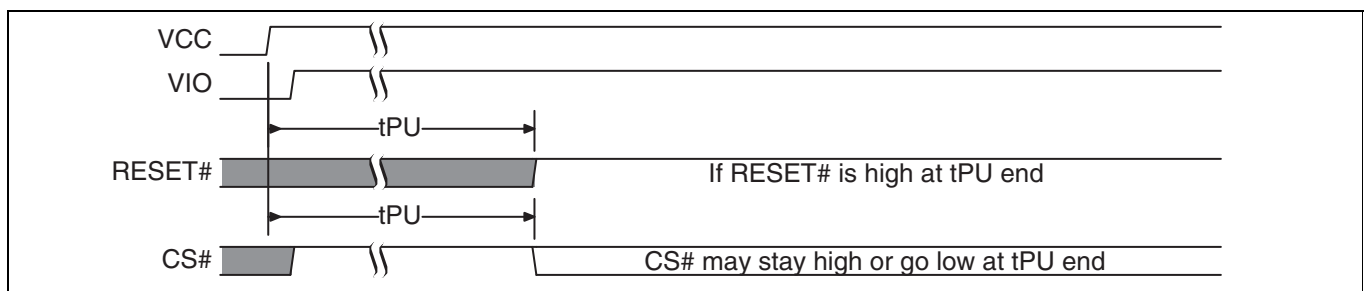 VCC
VIO
tPU
RESET# If RESET# is high at tPU end
tPU
CS# CS# may stay high or go low at tPU end